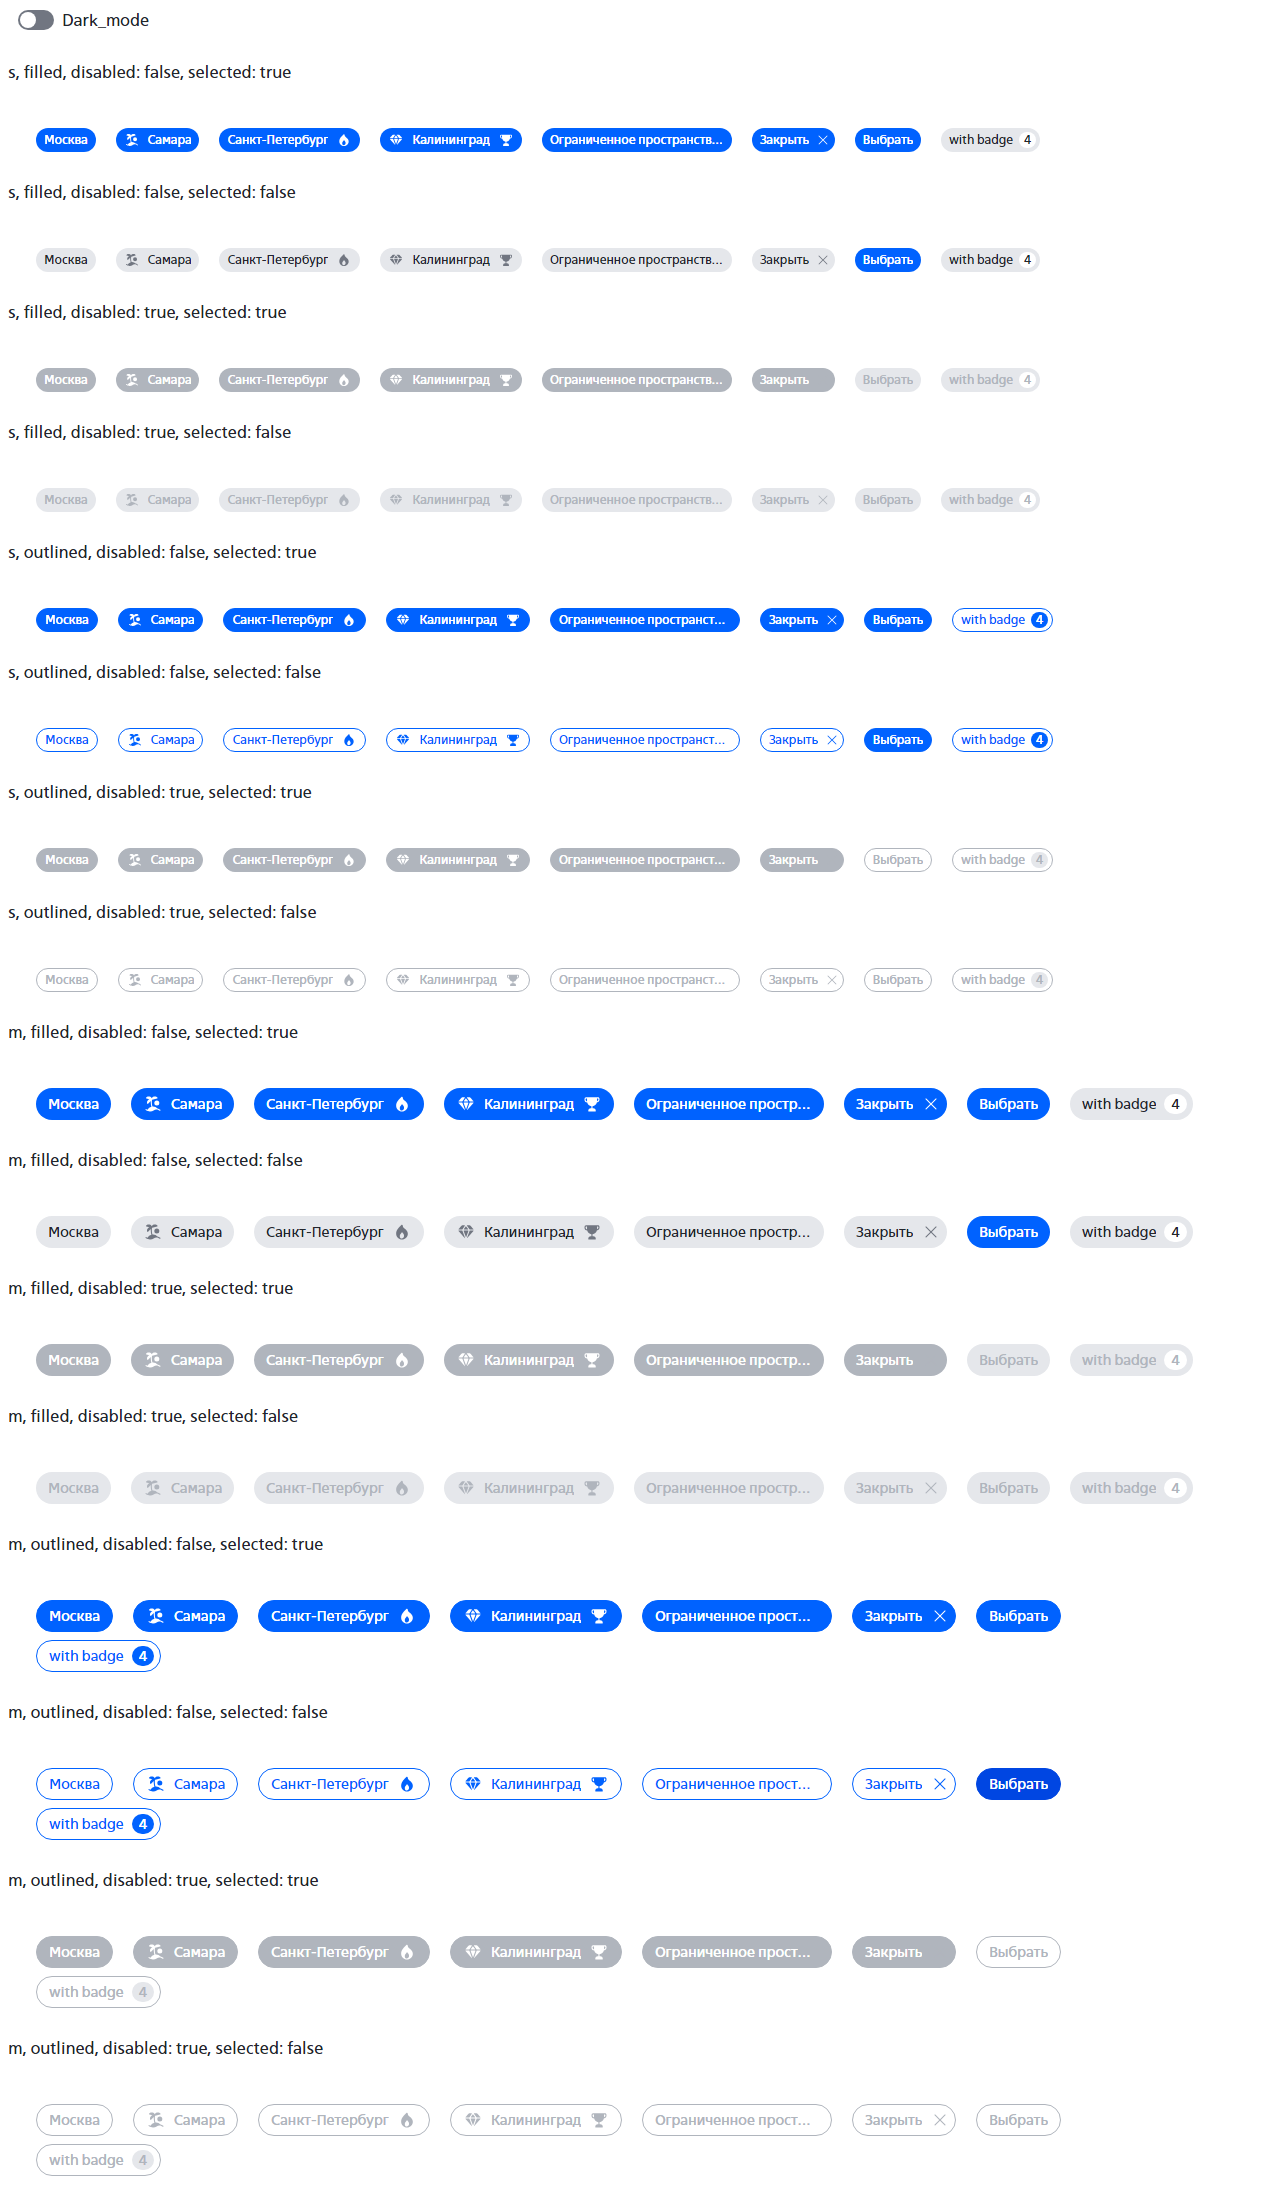 Dark_mode
s, filled, disabled: false, selected: true
Москва Самара Санкт-Петербург Калининград Ограниченное пространств... Закрыть Выбрать with badge 4
s, filled, disabled: false, selected: false
Москва Самара Санкт-Петербург Калининград Ограниченное пространств... Закрыть Выбрать with badge 4
s, filled, disabled: true, selected: true
Москва Самара Санкт-Петербург Калининград Ограниченное пространств... Закрыть Выбрать with badge 4
s, filled, disabled: true, selected: false
Москва Самара Санкт-Петербург Калининград Ограниченное пространств... Закрыть Выбрать with badge 4
s, outlined, disabled: false, selected: true
Москва Самара Санкт-Петербург Калининград Ограниченное пространст... Закрыть Выбрать with badge 4
s, outlined, disabled: false, selected: false
Москва Самара Санкт-Петербург Калининград Ограниченное пространст... Закрыть Выбрать with badge 4
s, outlined, disabled: true, selected: true
Москва Самара Санкт-Петербург Калининград Ограниченное пространст... Закрыть Выбрать with badge 4
s, outlined, disabled: true, selected: false
Москва Самара Санкт-Петербург Калининград Ограниченное пространст... Закрыть Выбрать with badge 4
m, filled, disabled: false, selected: true
Москва Самара Санкт-Петербург Калининград Ограниченное простр... Закрыть Выбрать with badge 4
m, filled, disabled: false, selected: false
Москва Самара Санкт-Петербург Калининград Ограниченное простр... Закрыть Выбрать with badge 4
m, filled, disabled: true, selected: true
Москва Самара Санкт-Петербург Калининград Ограниченное простр... Закрыть Выбрать with badge 4
m, filled, disabled: true, selected: false
Москва Самара Санкт-Петербург Калининград Ограниченное простр... Закрыть Выбрать with badge 4
m, outlined, disabled: false, selected: true
Москва Самара Санкт-Петербург Калининград Ограниченное прост... Закрыть Выбрать
with badge 4
m, outlined, disabled: false, selected: false
Москва Самара Санкт-Петербург Калининград Ограниченное прост... Закрыть Выбрать
with badge 4
m, outlined, disabled: true, selected: true
Москва Самара Санкт-Петербург Калининград Ограниченное прост... Закрыть Выбрать
with badge 4
m, outlined, disabled: true, selected: false
Москва Самара Санкт-Петербург Калининград Ограниченное прост... Закрыть Выбрать
with badge 4